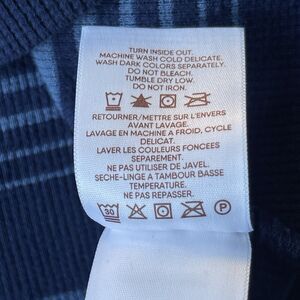 TURN INSIDE OUT.
MACHINE WASH COLD DELICATE.
WASH DARK COLORS SEPARATELY.
DO NOT BLEACH.
TUMBLE DRY LOW.
DO NOT IRON.
RETOURNER/METTRE SUR L'ENVERS
AVANT LAVAGE.
LAVAGE EN MACHINE A FROID, CYCLE
DELICAT.
LAVER LES COULEURS FONCEES
SEPAREMENT.
NE PAS UTILISER DE JAVEL.
SECHE-LINGE A TAMBOUR BASSE
TEMPERATURE.
NE PAS REPASSER.
30 P